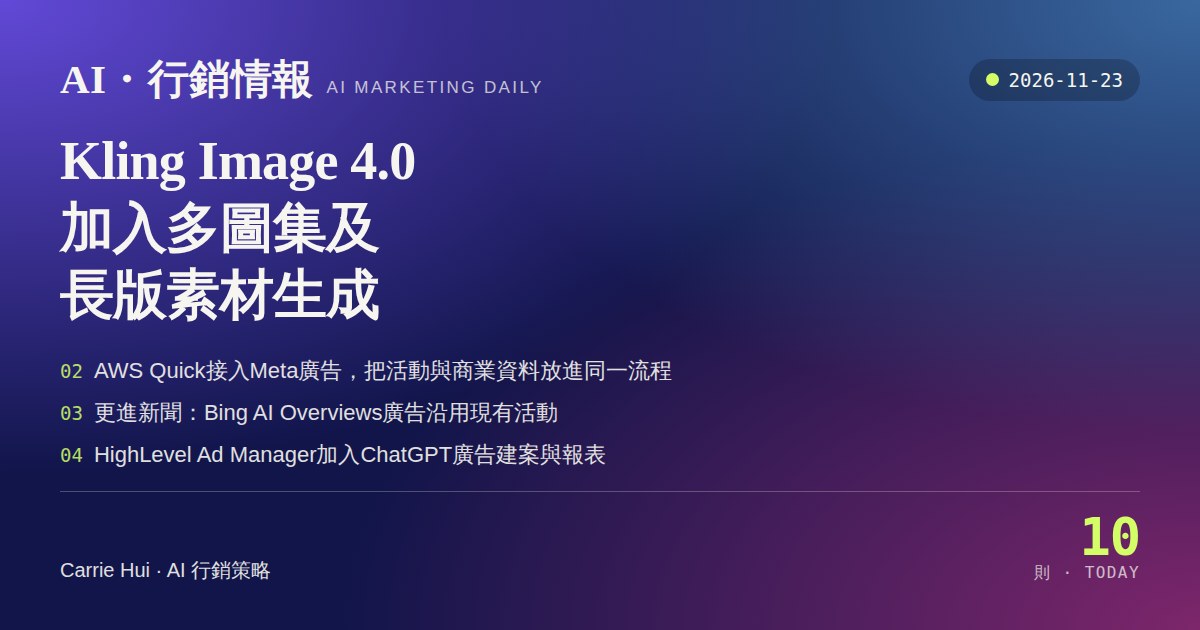 AI・行銷情報 AI MARKETING DAILY
2026-11-23
Kling Image 4.0
加入多圖集及
長版素材生成
02 AWS Quick接入Meta廣告，把活動與商業資料放進同一流程
03 更進新聞：Bing AI Overviews廣告沿用現有活動
04 HighLevel Ad Manager加入ChatGPT廣告建案與報表
Carrie Hui · AI 行銷策略
10
則 · TODAY